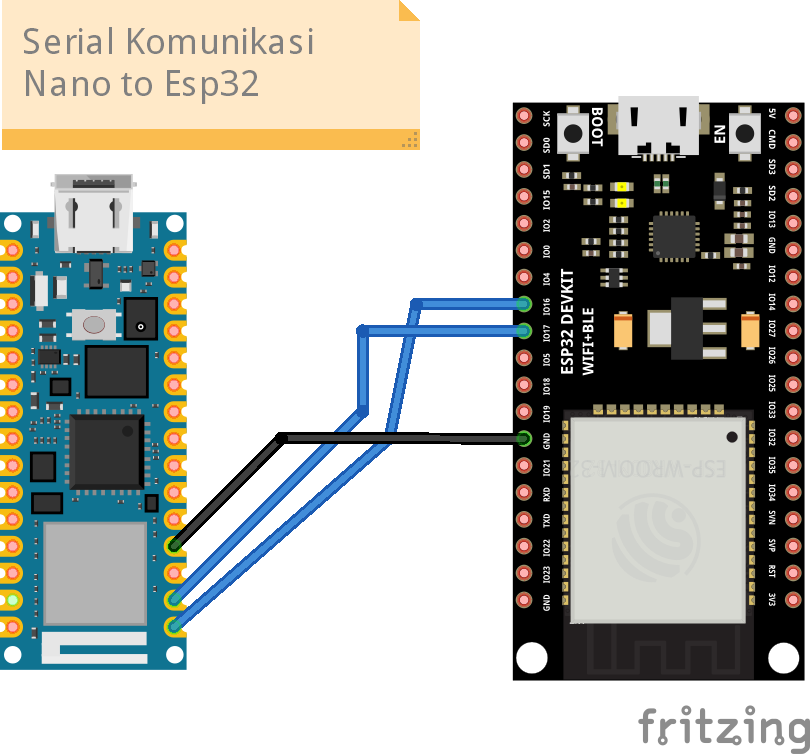 Serial Komunikasi
Nano to Esp32
SCK
SD0
SD1
IO15
IO2
IO0
IO4
IO16
IO17
IO5
IO18
IO19
GND
IO21
RXD
TXD
IO22
IO23
GND
BOOT
EN
ESP32 DEVKIT
WIFI+BLE
ESP-WROOM-32
5V
CMD
SD3
SD2
IO13
GND
IO12
IO14
IO27
IO26
IO25
IO33
IO32
IO35
IO34
SVN
SVP
RST
3V3
fritzing